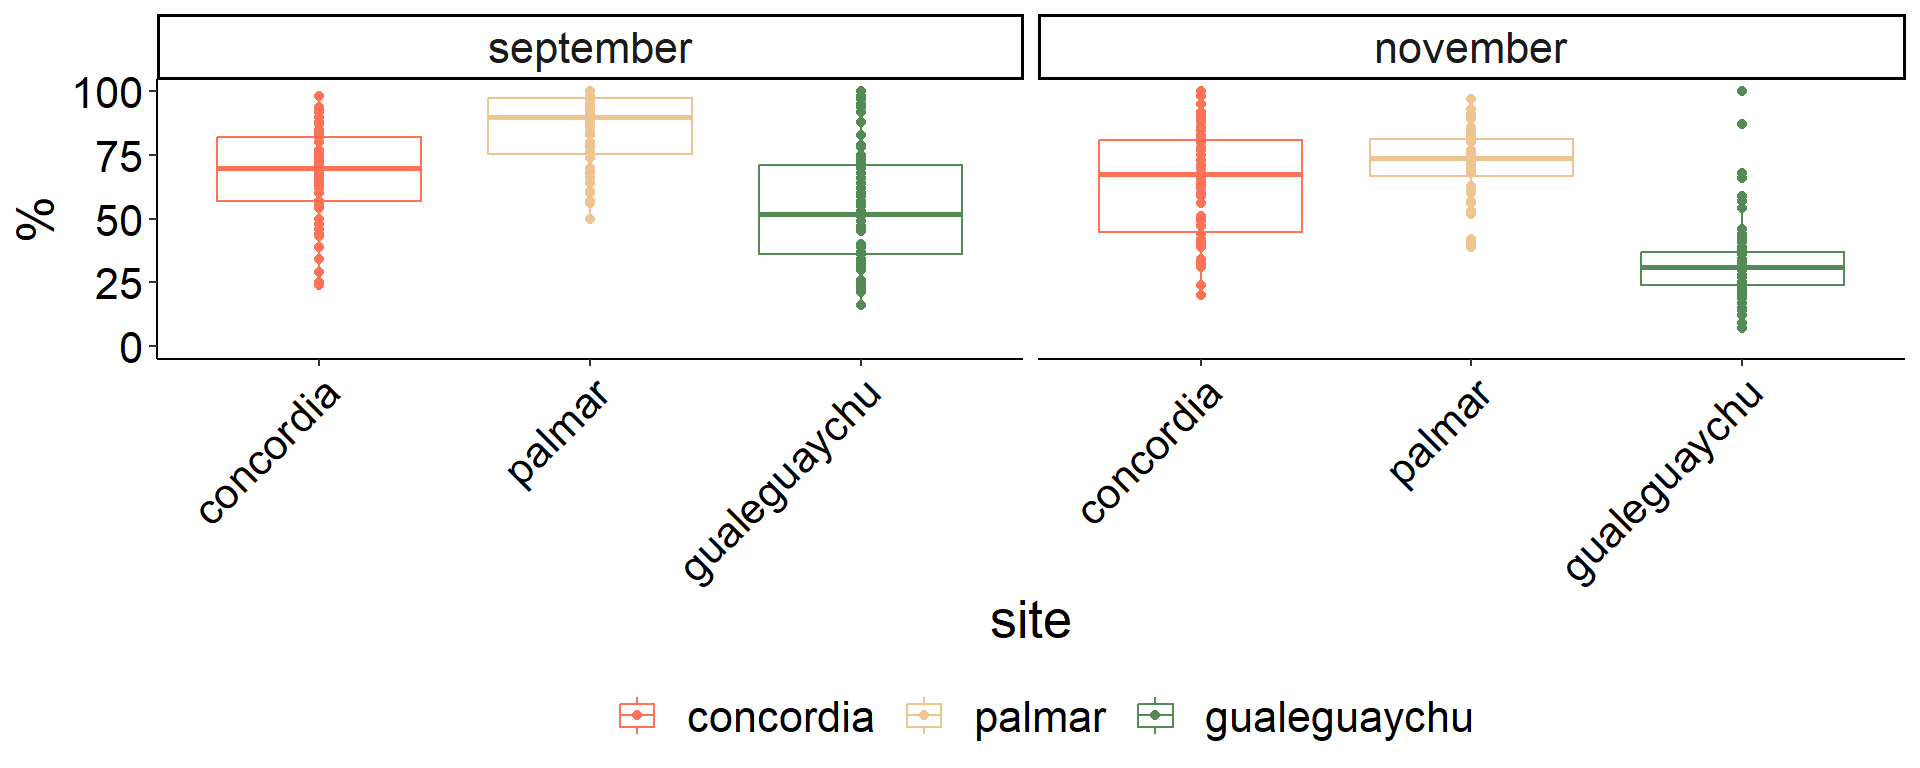 september
november
%
100
75
50
25
0
concordia
palmar
gualeguaychu
concordia
palmar
gualeguaychu
site
concordia palmar gualeguaychu